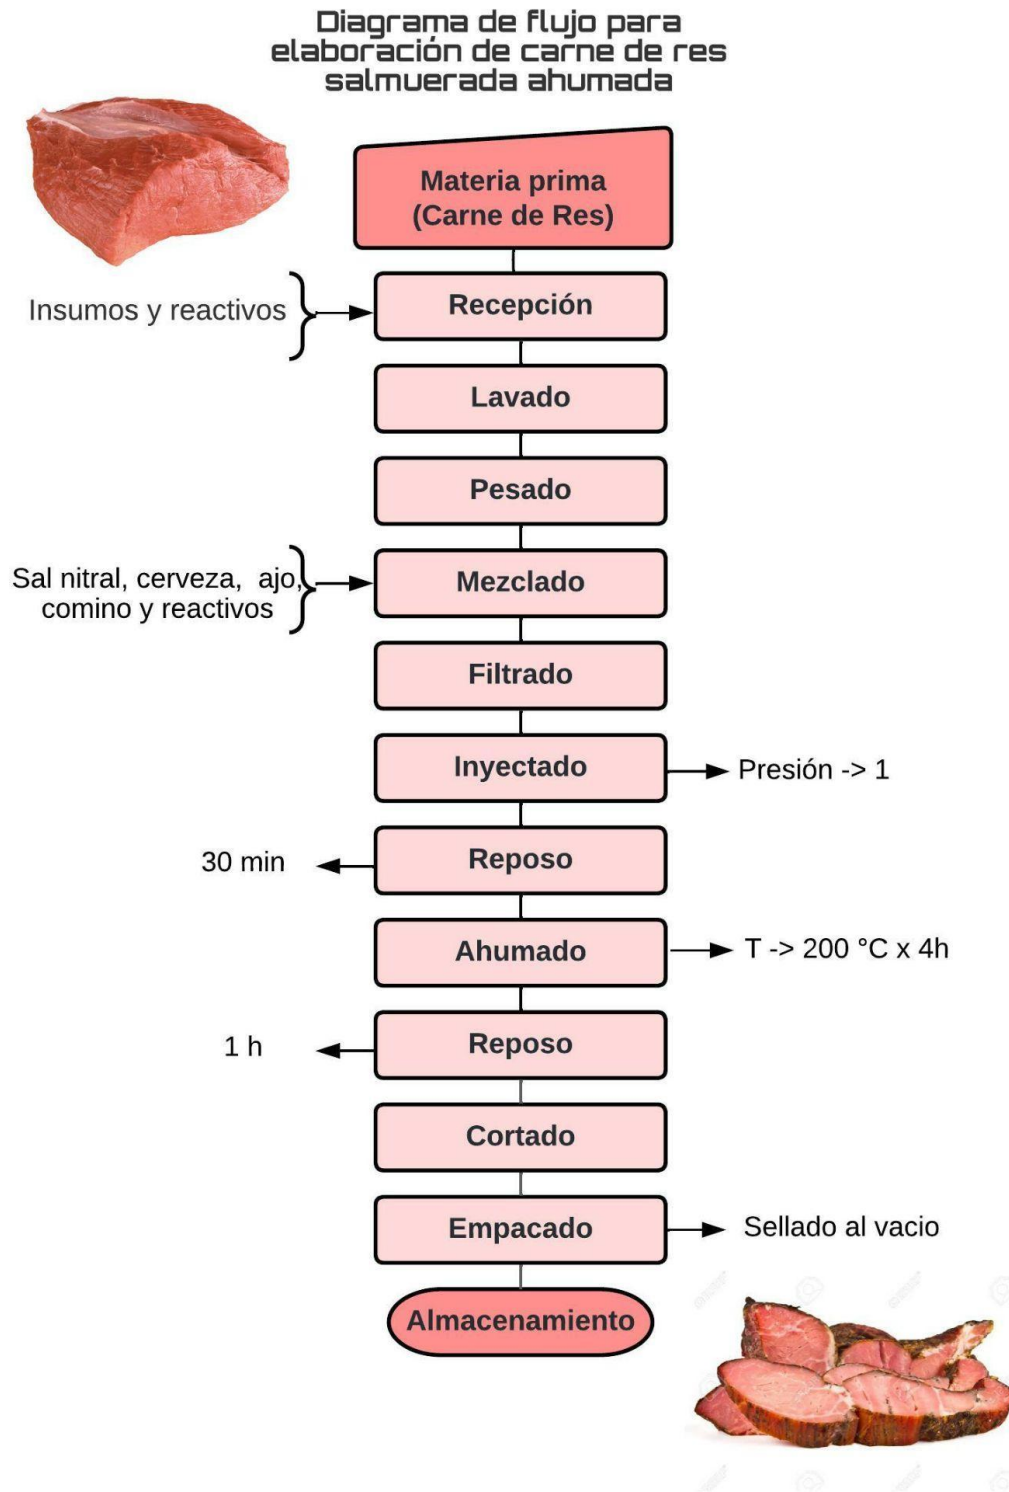 Diagrama de flujo para
elaboración de carne de res
salmuerada ahumada
Materia prima
(Carne de Res)
Insumos y reactivos
Recepción
Lavado
Pesado
Sal nitral, cerveza, ajo,
comino y reactivos
Mezclado
Filtrado
Inyectado
Presión -> 1
Reposo
30 min
Ahumado
T -> 200 °C x 4h
Reposo
1 h
Cortado
Empacado
Sellado al vacio
Almacenamiento